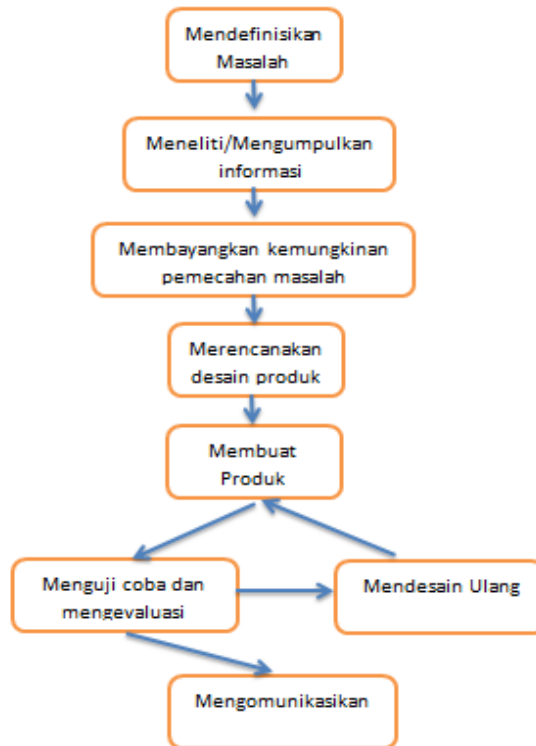 Mendefinisikan
Masalah
Meneliti/Mengumpulkan
informasi
Membayangkan kemungkinan
pemecahan masalah
Merencanakan
desain produk
Membuat
Produk
Menguji coba dan
mengevaluasi
Mendesain Ulang
Mengomunikasikan